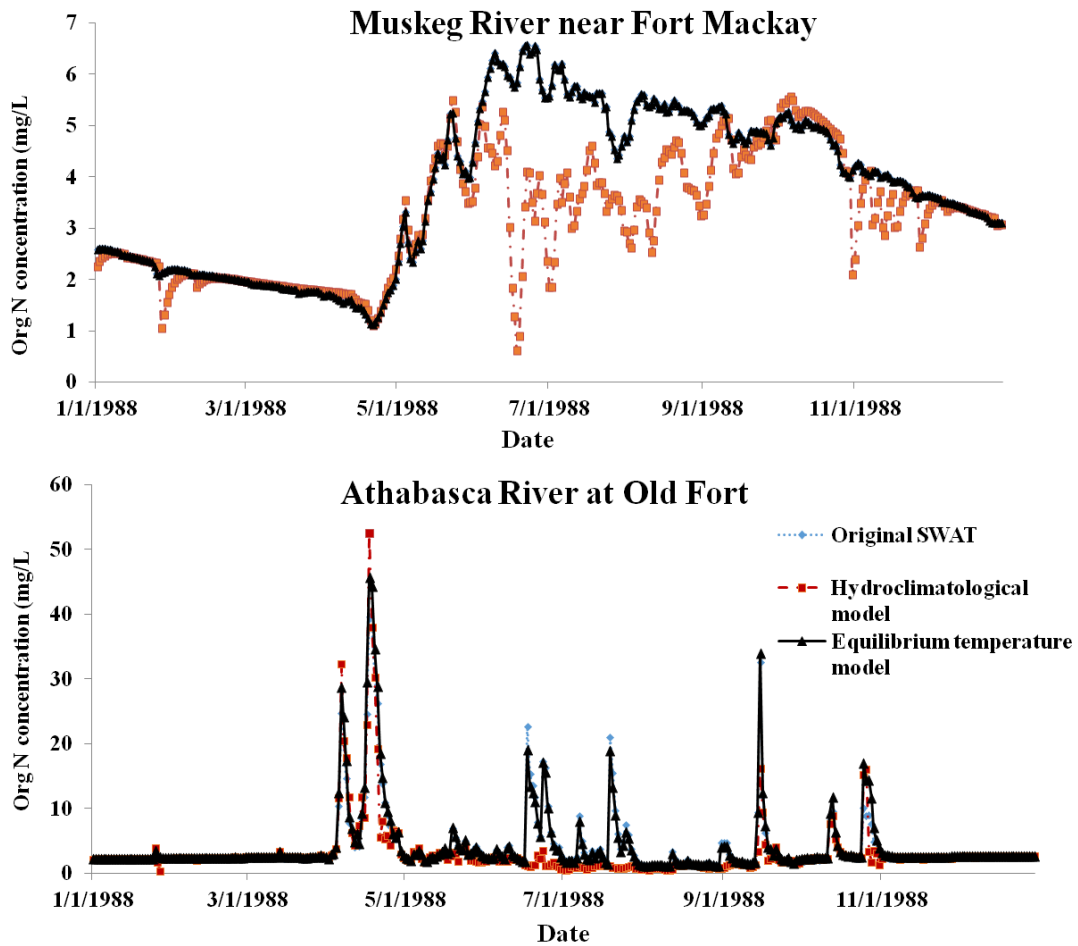 Muskeg River near Fort Mackay
Org N concentration (mg/L)
7
6
5
4
3
2
1
0
1/1/1988 3/1/1988 5/1/1988 7/1/1988 9/1/1988 11/1/1988
Date
Athabasca River at Old Fort
Org N concentration (mg/L)
60
50
40
30
20
10
0
Original SWAT
Hydroclimatological
model
Equilibrium temperature
model
1/1/1988 3/1/1988 5/1/1988 7/1/1988 9/1/1988 11/1/1988
Date